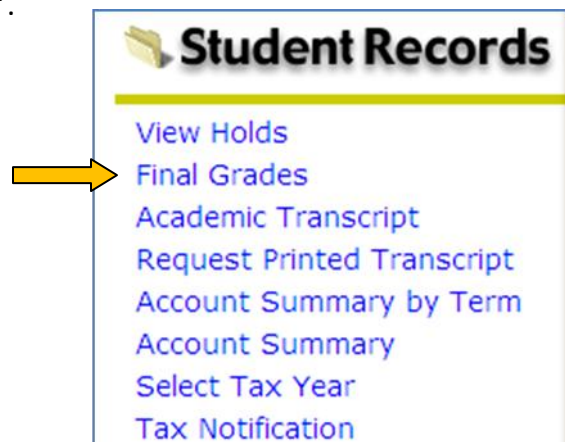 .
Student Records
View Holds
Final Grades
Academic Transcript
Request Printed Transcript
Account Summary by Term
Account Summary
Select Tax Year
Tax Notification